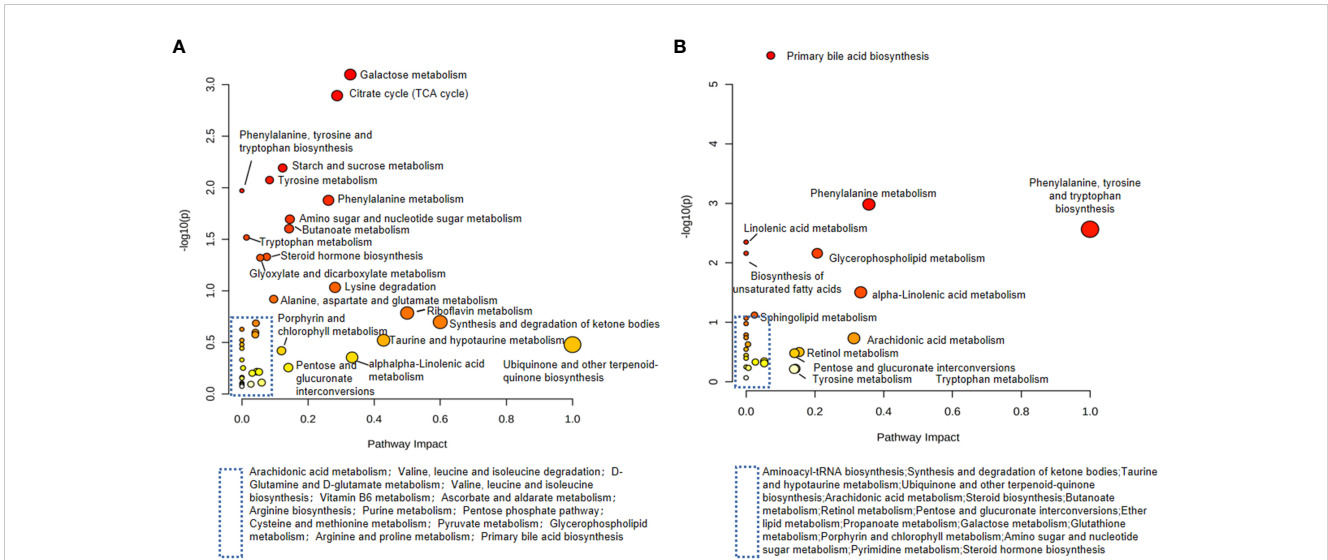 A
Galactose metabolism
Citrate cycle (TCA cycle)
3.0
Phenylalanine, tyrosine and
tryptophan biosynthesis
2.5
Starch and sucrose metabolism
Tyrosine metabolism
2.0
Phenylalanine metabolism
-log10(p)
Amino sugar and nucleotide sugar metabolism
Butanoate metabolism
1.5
Tryptophan metabolism
Steroid hormone biosynthesis
Glyoxylate and dicarboxylate metabolism
Lysine degradation
1.0
Alanine, aspartate and glutamate metabolism
Riboflavin metabolism
Porphyrin and
chlorophyll metabolism
Synthesis and degradation of ketone bodies
Taurine and hypotaurine metabolism
0.5
Pentose and
glucuronate
interconversions
alphalpha-Linolenic acid
metabolism
Ubiquinone and other terpenoid-
quinone biosynthesis
0.0
0.0 0.2 0.4 0.6 0.8 1.0
Pathway Impact
Arachidonic acid metabolism; Valine, leucine and isoleucine degradation; D-
Glutamine and D-glutamate metabolism; Valine, leucine and isoleucine
biosynthesis; Vitamin B6 metabolism; Ascorbate and aldarate metabolism;
Arginine biosynthesis; Purine metabolism; Pentose phosphate pathway;
Cysteine and methionine metabolism; Pyruvate metabolism; Glycerophospholipid
metabolism; Arginine and proline metabolism; Primary bile acid biosynthesis
B
Primary bile acid biosynthesis
5
4
Phenylalanine metabolism
Phenylalanine, tyrosine
and tryptophan
biosynthesis
3
-log10(p)
Linolenic acid metabolism
Glycerophospholipid metabolism
2
Biosynthesis of
unsaturated fatty acids
alpha-Linolenic acid metabolism
Sphingolipid metabolism
1
Arachidonic acid metabolism
Retinol metabolism
Pentose and glucuronate interconversions
Tyrosine metabolism Tryptophan metabolism
0
0.0 0.2 0.4 0.6 0.8 1.0
Pathway Impact
Aminoacyl-tRNA biosynthesis;Synthesis and degradation of ketone bodies;Taurine
and hypotaurine metabolism;Ubiquinone and other terpenoid-quinone
biosynthesis;Arachidonic acid metabolism;Steroid biosynthesis;Butanoate
metabolism;Retinol metabolism;Pentose and glucuronate interconversions;Ether
lipid metabolism;Propanoate metabolism;Galactose metabolism;Glutathione
metabolism;Porphyrin and chlorophyll metabolism;Amino sugar and nucleotide
sugar metabolism;Pyrimidine metabolism;Steroid hormone biosynthesis